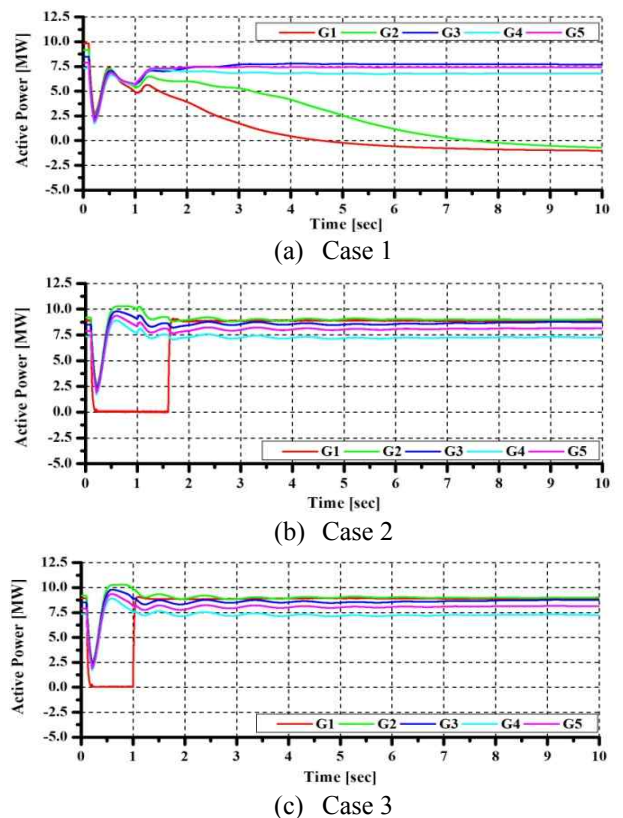 12.5
10.0
7.5
5.0
2.5
0.0
-2.5
-5.0
Active Power [MW]
G1 G2 G3 G4 G5
0 1 2 3 4 5 6 7 8 9 10
Time [sec]
(a) Case 1
12.5
10.0
7.5
5.0
2.5
0.0
-2.5
-5.0
Active Power [MW]
G1 G2 G3 G4 G5
0 1 2 3 4 5 6 7 8 9 10
Time [sec]
(b) Case 2
12.5
10.0
7.5
5.0
2.5
0.0
-2.5
-5.0
Active Power [MW]
G1 G2 G3 G4 G5
0 1 2 3 4 5 6 7 8 9 10
Time [sec]
(c) Case 3